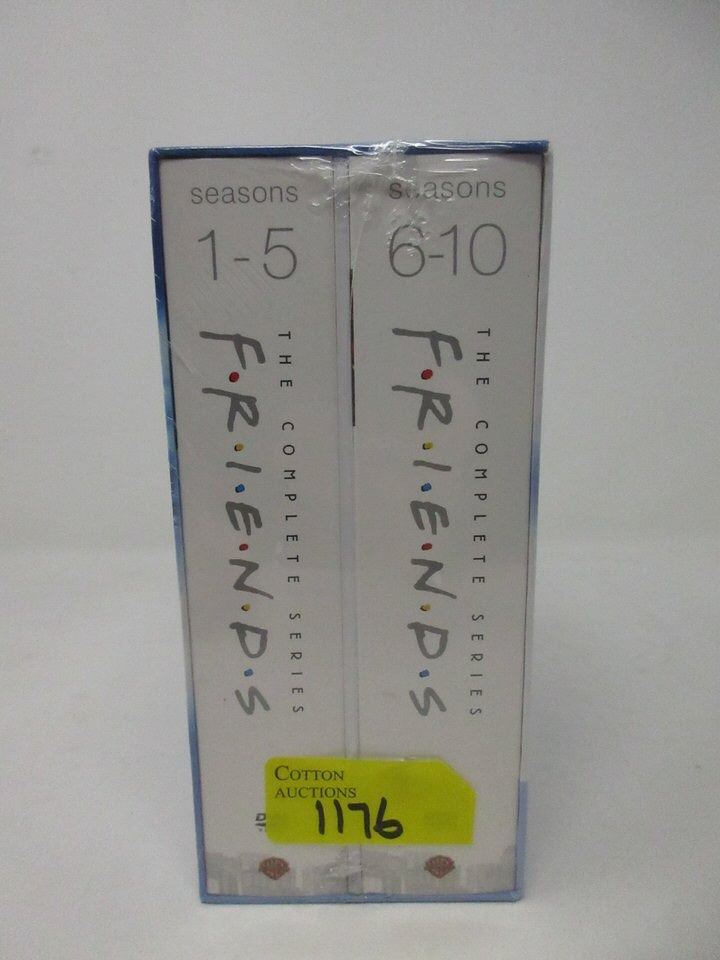 seasons
1-5
F.R.I.E.N.D.S
THE COMPLETE SERIES
seasons
6-10
F.R.I.E.N.D.S
THE COMPLETE SERIES
COTTON
AUCTIONS
1176